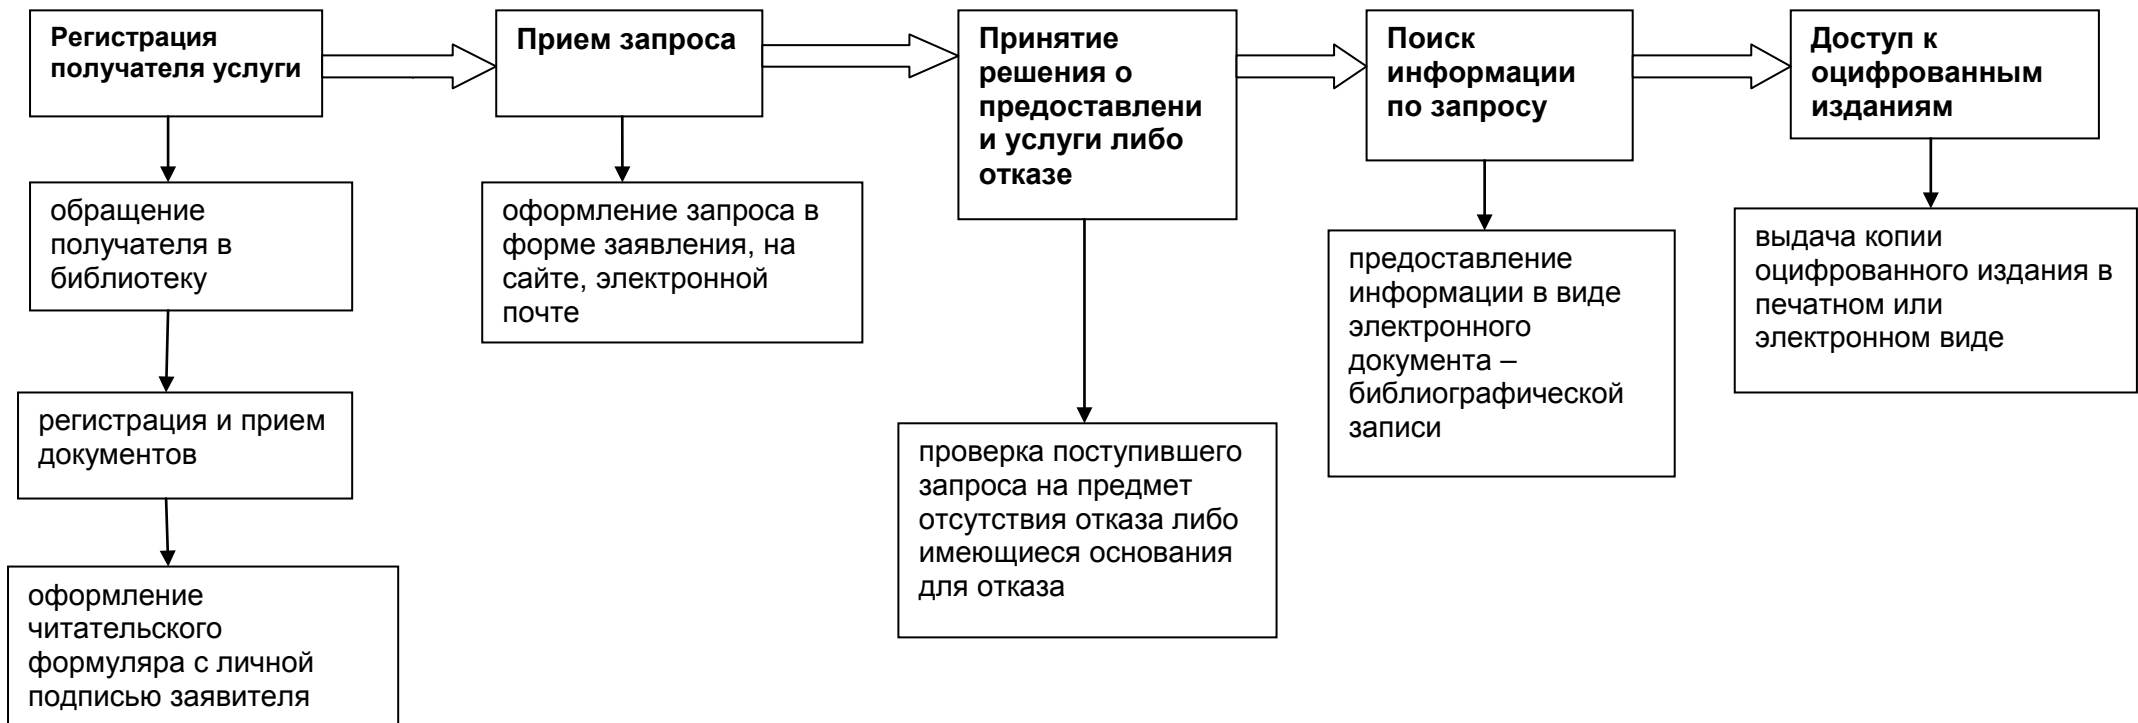 Регистрация
получателя услуги
Прием запроса
Принятие
решения о
предоставлени
и услуги либо
отказе
Поиск
информации
по запросу
Доступ к
оцифрованным
изданиям
обращение
получателя в
библиотеку
оформление запроса в
форме заявления, на
сайте, электронной
почте
предоставление
информации в виде
электронного
документа –
библиографической
записи
выдача копии
оцифрованного издания в
печатном или
электронном виде
регистрация и прием
документов
проверка поступившего
запроса на предмет
отсутствия отказа либо
имеющиеся основания
для отказа
оформление
читательского
формуляра с личной
подписью заявителя